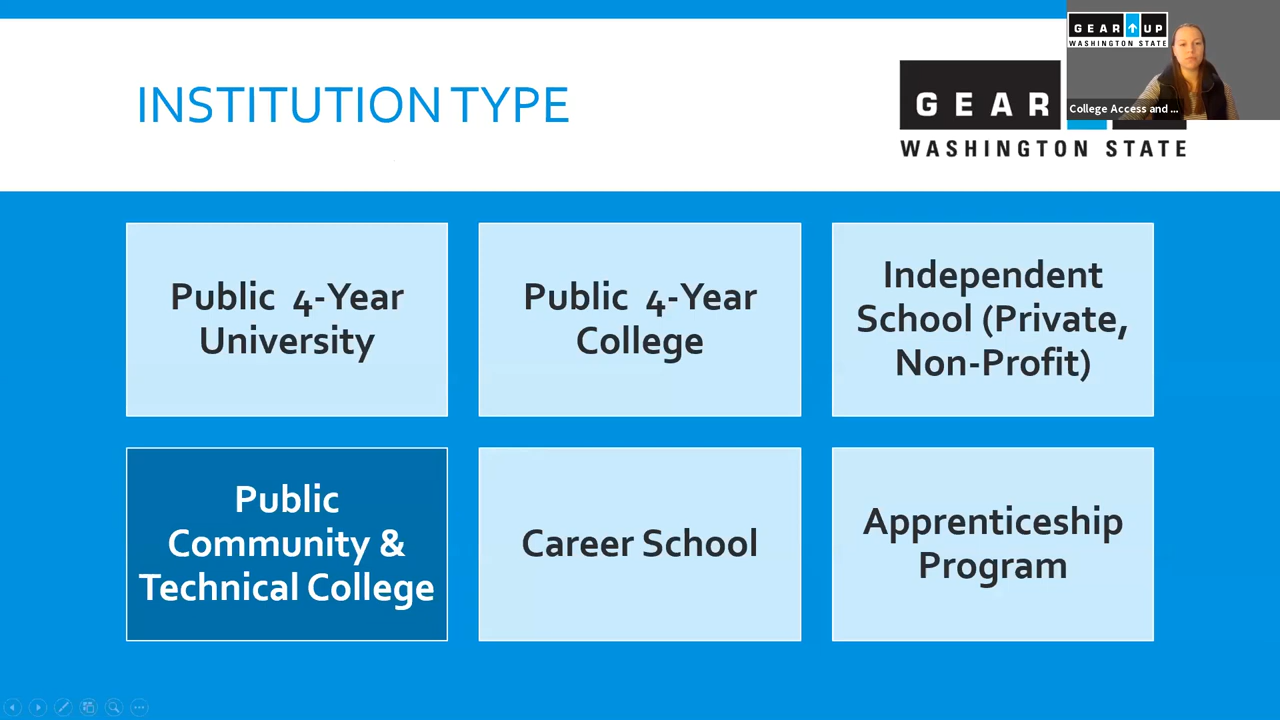 INSTITUTION TYPE
GEAR
WASHINGTON STATE
GEAR UP
WASHINGTON STATE
College Access and ...
Public 4-Year
University
Public 4-Year
College
Independent
School (Private,
Non-Profit)
Public
Community &
Technical College
Career School
Apprenticeship
Program